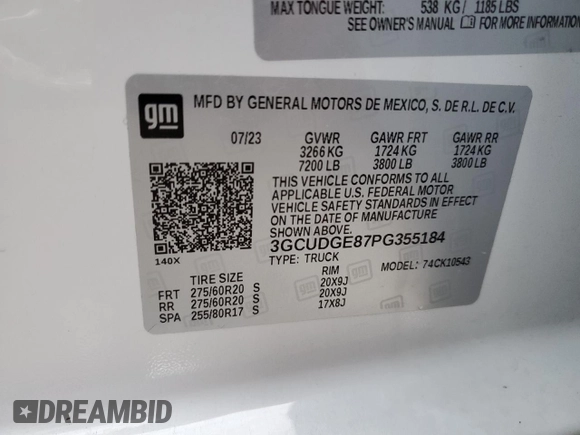 MAX TONGUE WEIGHT: 538 KG/ 1185 LBS
SEE OWNER'S MANUAL FOR MORE INFORMATION
gm
MFD BY GENERAL MOTORS DE MEXICO, S. DE R.L. DE C.V.
07/23 GVWR GAWR FRT GAWR RR
3266 KG 1724 KG 1724 KG
7200 LB 3800 LB 3800 LB
THIS VEHICLE CONFORMS TO ALL
APPLICABLE U.S. FEDERAL MOTOR
VEHICLE SAFETY STANDARDS IN EFFECT
ON THE DATE OF MANUFACTURE
SHOWN ABOVE.
3GCUDGE87PG355184
140X
TYPE: TRUCK MODEL: 74CK10543
TIRE SIZE RIM
FRT 275/60R20 S 20X9J
RR 275/60R20 S 20X9J
SPA 255/80R17 S 17X8J
DREAMBID